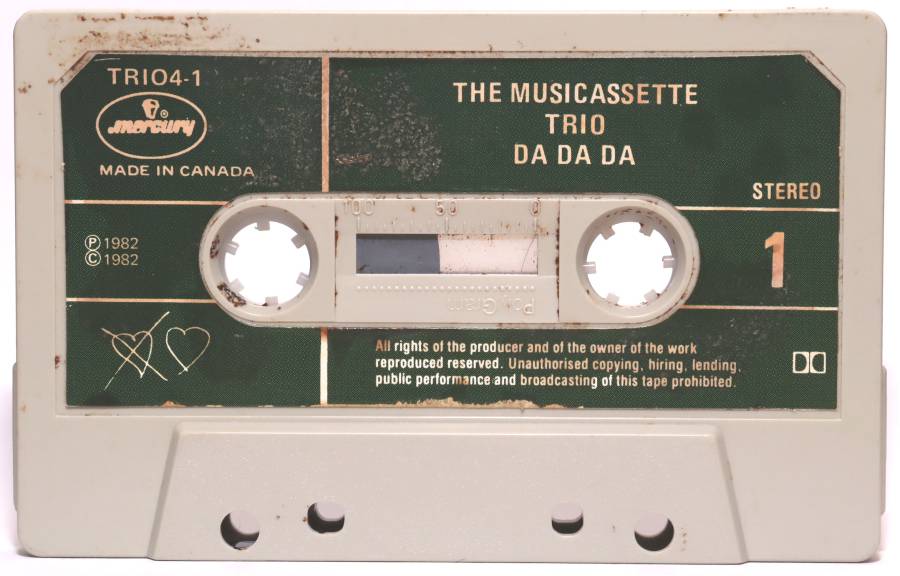 TRIO4-1
mercury ®
MADE IN CANADA
THE MUSICASSETTE
TRIO
DA DA DA
STEREO
℗ 1982
© 1982
1
100 50 0
PolyGram
All rights of the producer and of the owner of the work
reproduced reserved. Unauthorised copying, hiring, lending,
public performance and broadcasting of this tape prohibited.